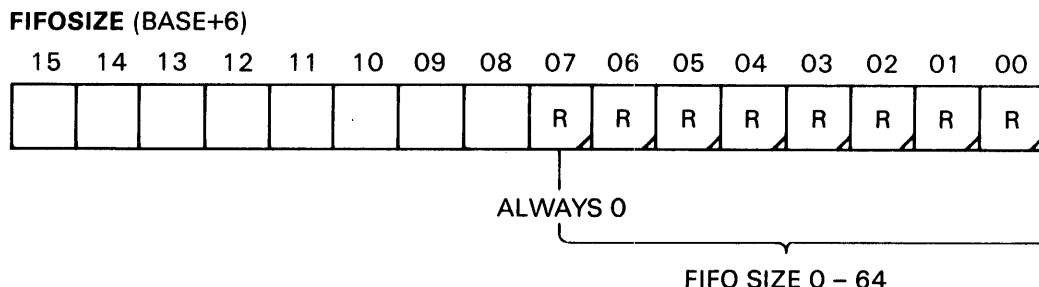 FIFOSIZE (BASE+6)
15 14 13 12 11 10 09 08 07 06 05 04 03 02 01 00
R R R R R R R R
ALWAYS 0
FIFO SIZE 0 – 64